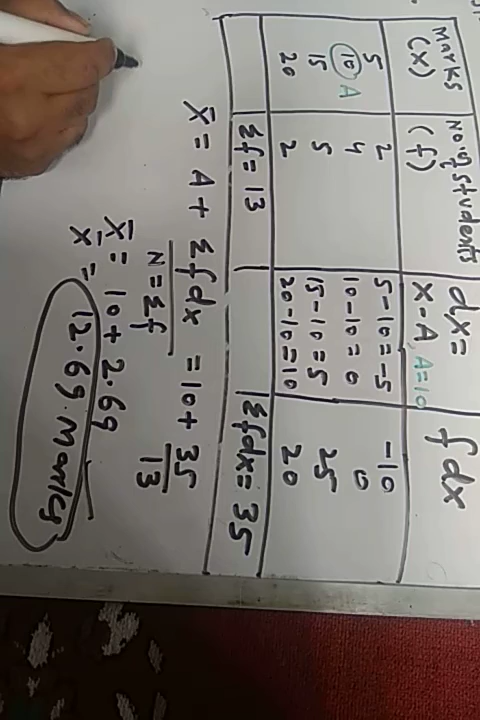 Marks (x) No. of students (f) dx = x-A, A=10 fdx
5 2 5-10=-5 -10
10 A 4 10-10=0 0
15 5 15-10=5 25
20 2 20-10=10 20
Σf=13 Σfdx=35
x̄ = A + Σfdx / N=Σf = 10 + 35/13
x̄ = 10 + 2.69
x̄ = 12.69 Marks